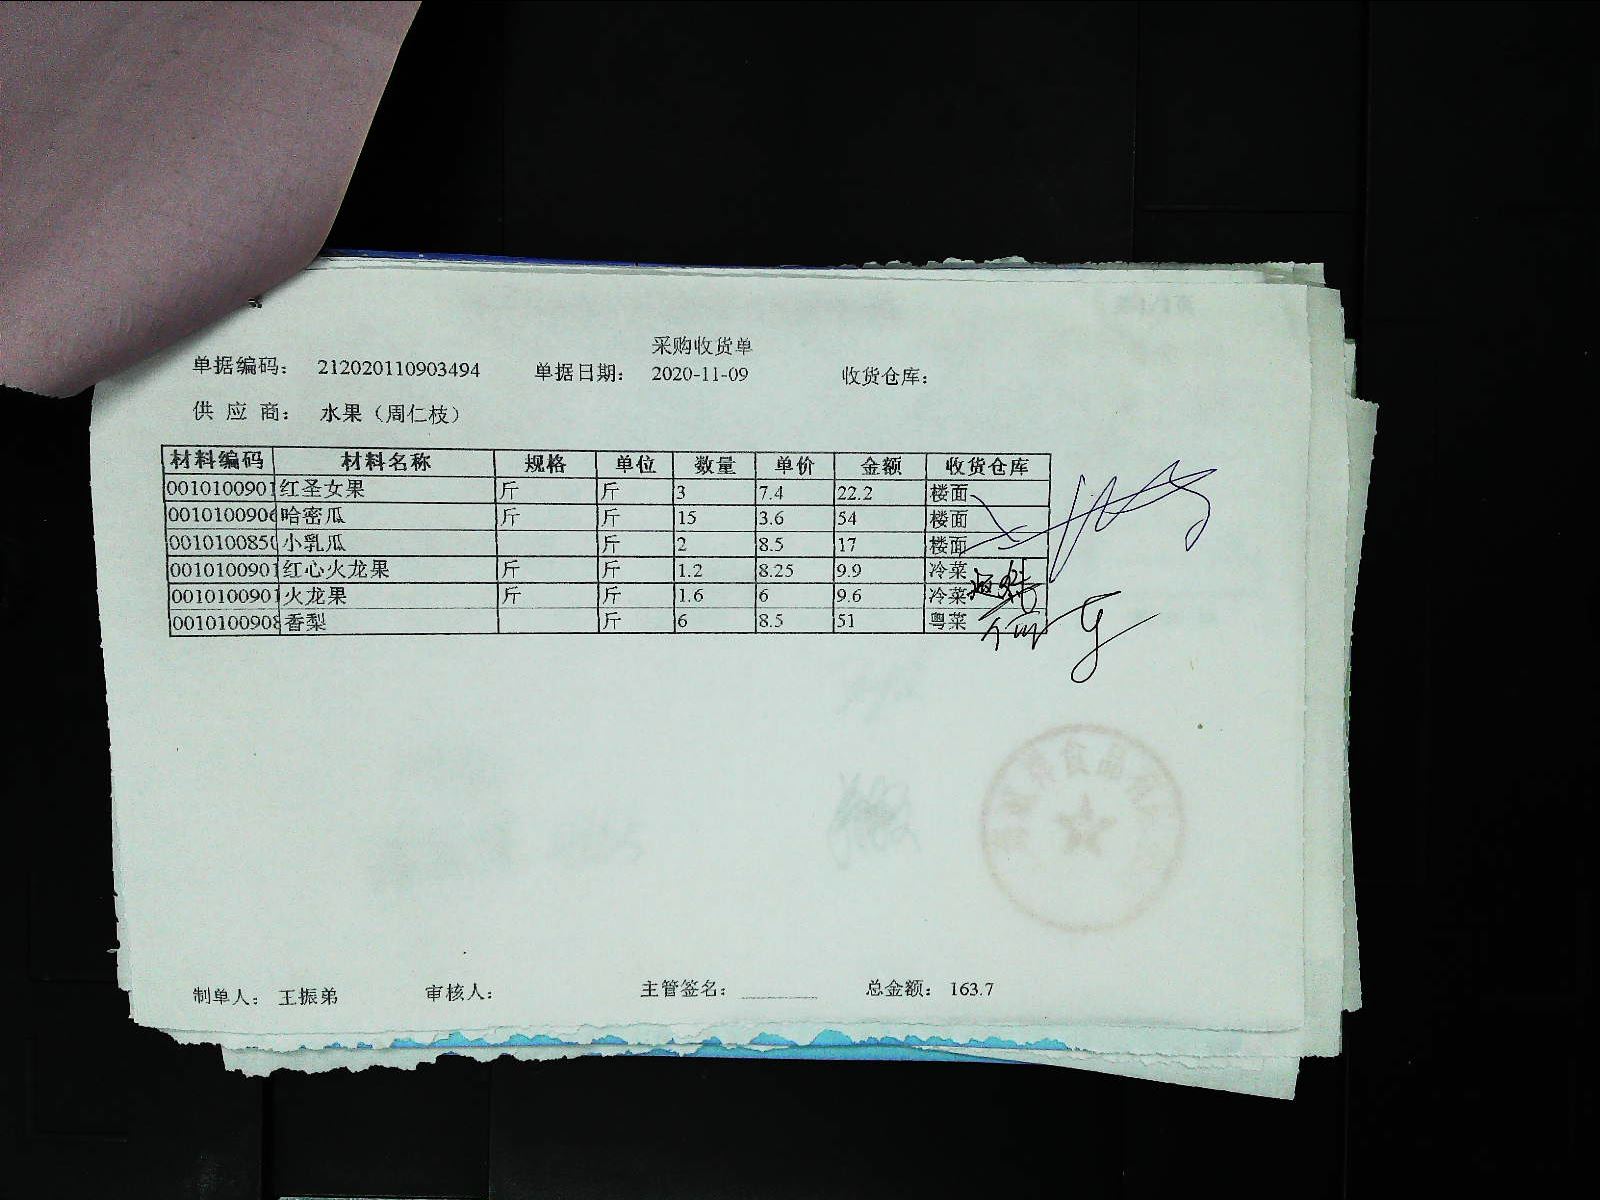 采购收货单
单据编码： 212020110903494 单据日期： 2020-11-09 收货仓库：
供 应 商： 水果（周仁枝）
材料编码 材料名称 规格 单位 数量 单价 金额 收货仓库
0010100901 红圣女果 斤 斤 3 7.4 22.2 楼面
0010100906 哈密瓜 斤 斤 15 3.6 54 楼面
001010085 小乳瓜 斤 2 8.5 17 楼面
0010100901 红心火龙果 斤 斤 1.2 8.25 9.9 冷菜
0010100901 火龙果 斤 斤 1.6 6 9.6 冷菜
0010100908 香梨 斤 6 8.5 51 粤菜
制单人： 王振弟 审核人： 主管签名： 总金额： 163.7